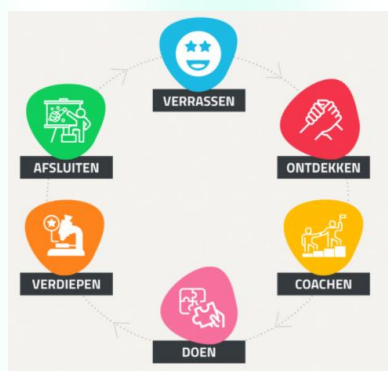 VERRASSEN
ONTDEKKEN
COACHEN
DOEN
VERDIEPEN
AFSLUITEN